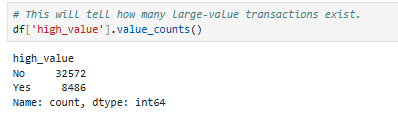 # This will tell how many large-value transactions exist.
df['high_value'].value_counts()
high_value
No     32572
Yes     8486
Name: count, dtype: int64